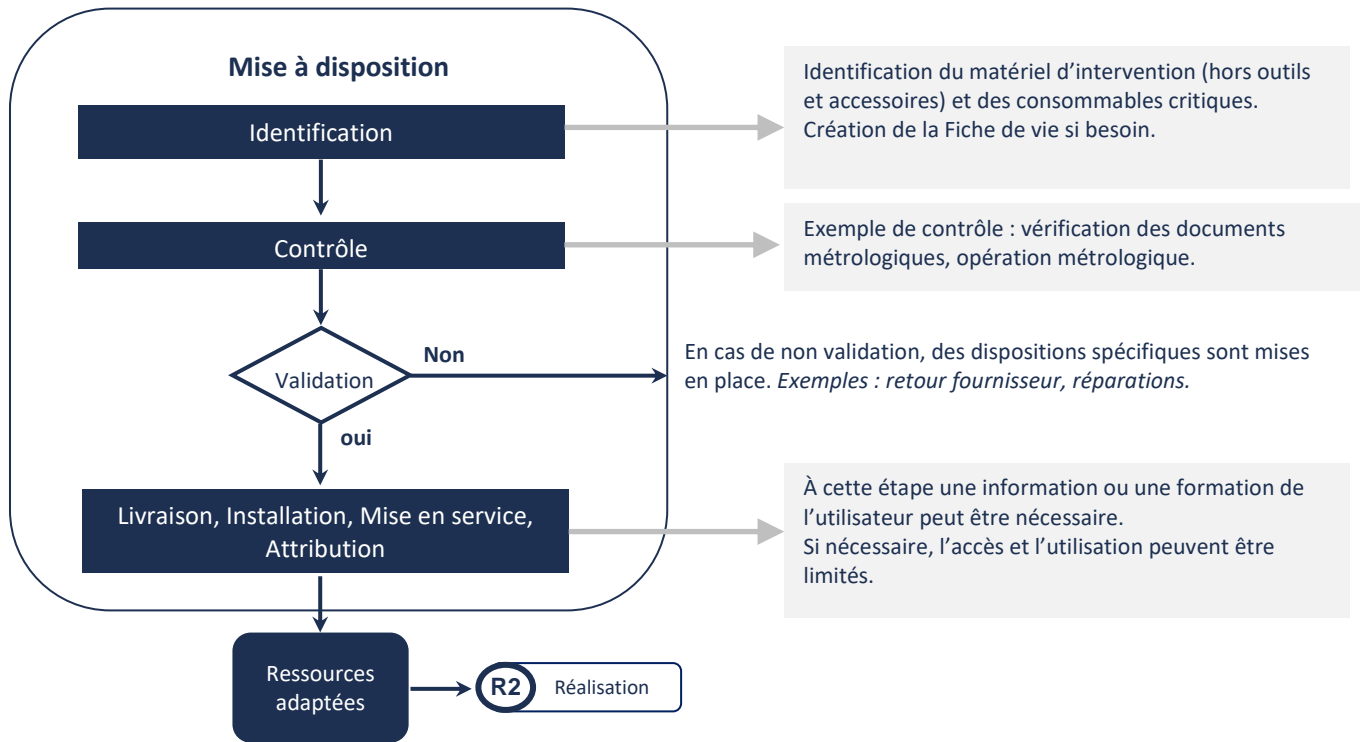 Mise à disposition
Identification
Identification du matériel d’intervention (hors outils
et accessoires) et des consommables critiques.
Création de la Fiche de vie si besoin.
Contrôle
Exemple de contrôle : vérification des documents
métrologiques, opération métrologique.
Validation
Non
En cas de non validation, des dispositions spécifiques sont mises
en place. Exemples : retour fournisseur, réparations.
oui
Livraison, Installation, Mise en service,
Attribution
À cette étape une information ou une formation de
l’utilisateur peut être nécessaire.
Si nécessaire, l’accès et l’utilisation peuvent être
limités.
Ressources
adaptées
R2 Réalisation